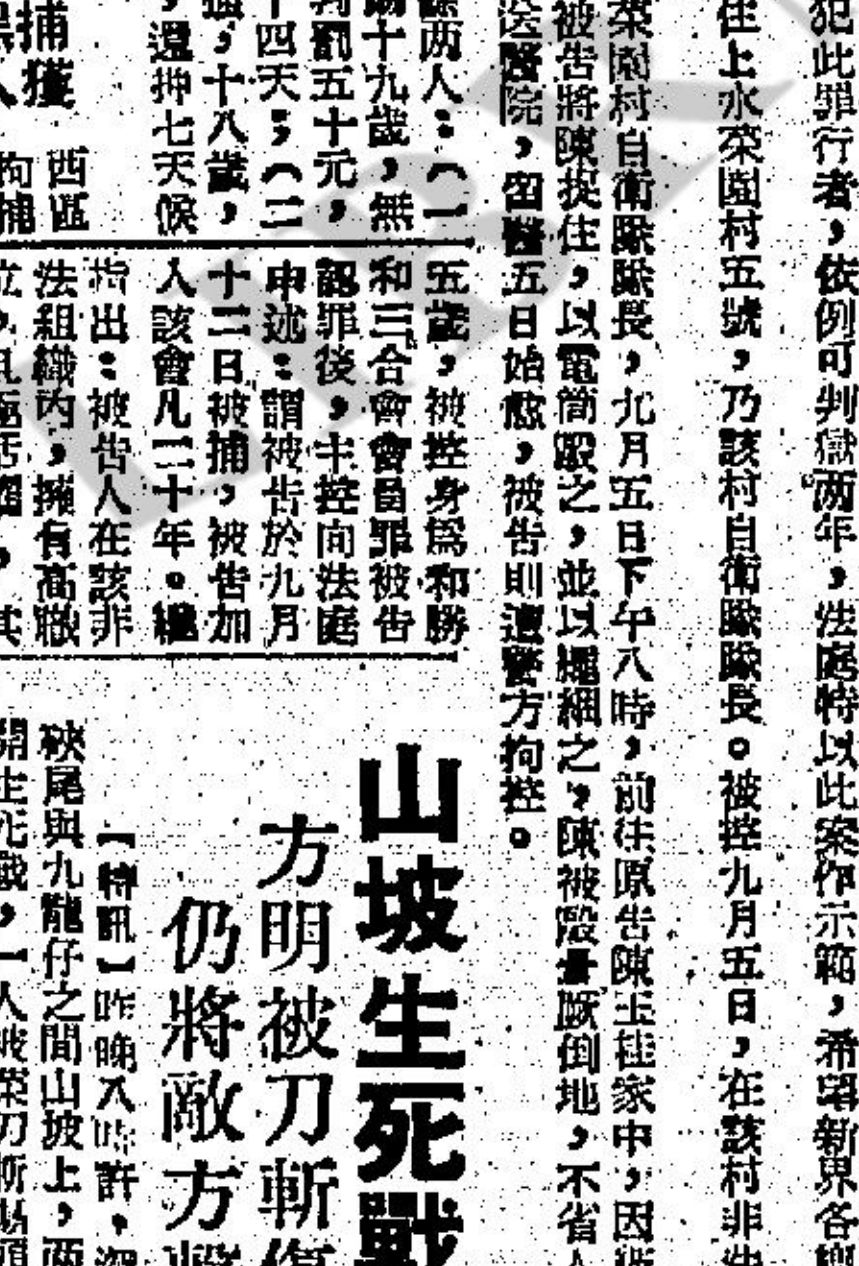 犯此罪行者，依例可判獄两年，法庭特以此案作示範，希望新界各鄉
住上水菜園村五號，乃該村自衞隊隊長。被控九月五日，在該村非法
菜園村自衞隊隊長，九月五日下午八時，前往原告陳玉桂家中，因
被告將陳捉住，以電筒毆之，並以繩綑之，陳被毆暈厥倒地，不省人
送醫院，留醫五日始愈，被告則遭警方拘控。
两人：（一
十九歲，無
判罰五十元，
十四天；（二
十八歲，
，還押七天候
捕獲
西區
拘捕
五歲，被控身爲和勝
和三合會會員罪被告
認罪後，主控向法庭
申述：謂被告於九月
十二日被捕，被告加
入該會凡二十年。繼
指出：被告人在該非
法組織內，擁有高職
山坡生死戰
方明被刀斬傷
仍將敵方擊
【特訊】昨晚八時許，深
硤尾與九龍仔之間山坡上，两
開生死戰，一人被菜刀斬傷頭